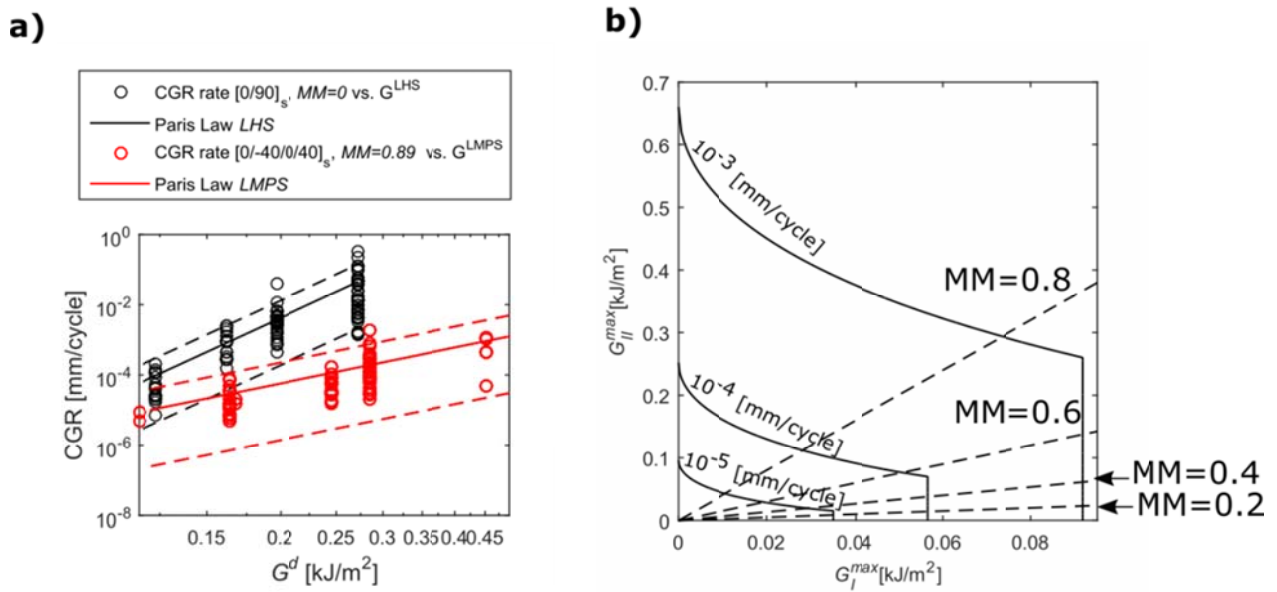 a)
CGR rate [0/90]s, MM=0 vs. G^LHS
Paris Law LHS
CGR rate [0/-40/0/40]s, MM=0.89 vs. G^LMPS
Paris Law LMPS
CGR [mm/cycle]
10^0
10^-2
10^-4
10^-6
10^-8
0.15 0.2 0.25 0.3 0.35 0.4 0.45
G^d [kJ/m^2]
b)
G_II^max[kJ/m^2]
0.7
0.6
0.5
0.4
0.3
0.2
0.1
0
10^-3 [mm/cycle]
MM=0.8
10^-4 [mm/cycle]
MM=0.6
10^-5 [mm/cycle]
MM=0.4
MM=0.2
0 0.02 0.04 0.06 0.08
G_I^max[kJ/m^2]